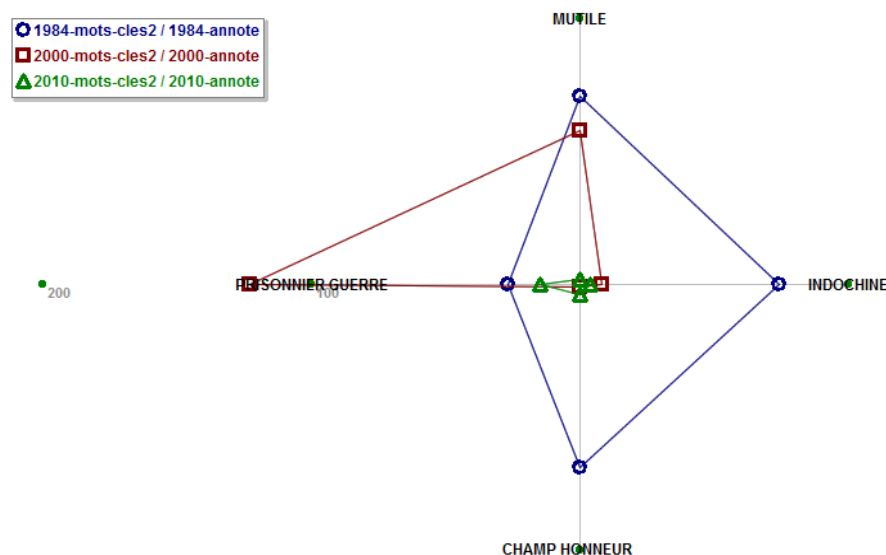 1984-mots-cles2 / 1984-annote
2000-mots-cles2 / 2000-annote
2010-mots-cles2 / 2010-annote
MUTILE
PRISONNIER GUERRE
INDOCHINE
200
100
CHAMP HONNEUR